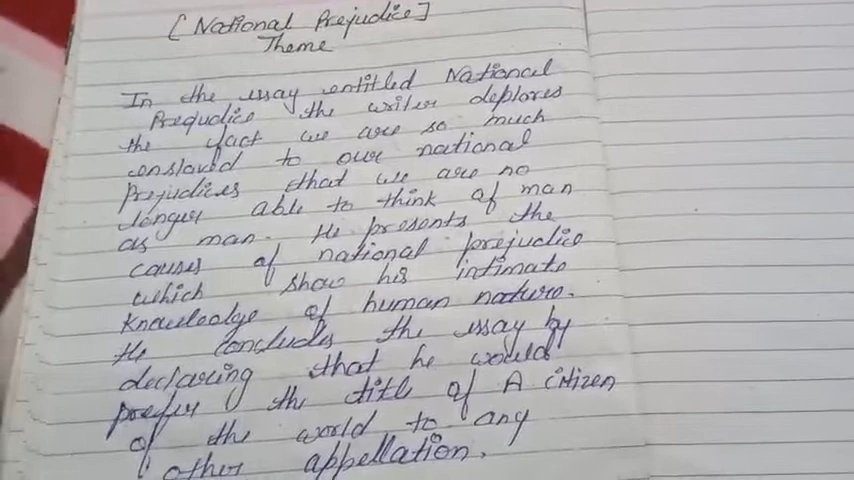 [National Prejudice]
Theme
In the essay entitled National
Prequdice the writer deplores
the fact we are so much
enslaved to our national
prejudices that we are no
longer able to think of man
as man. He presents the
causes of national prejudice
which show his intimate
knowledge of human nature.
He concludes the essay by
declaring that he would
prefer the title of A citizen
of the world to any
other appellation.